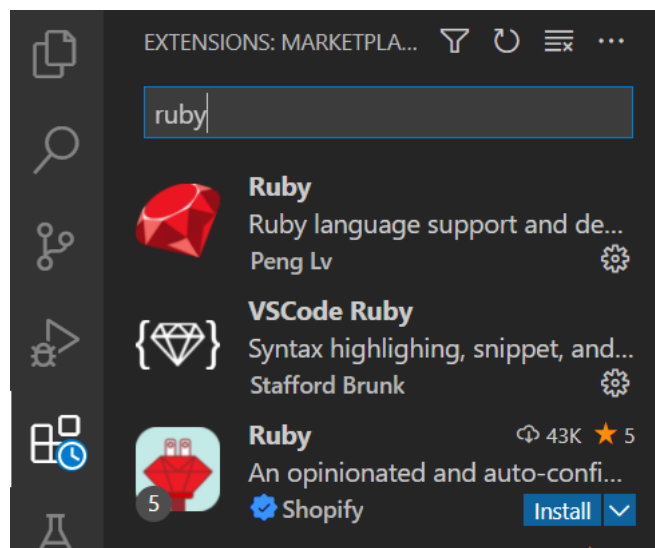 EXTENSIONS: MARKETPLA...
ruby
Ruby
Ruby language support and de...
Peng Lv
VSCode Ruby
Syntax highlighing, snippet, and...
Stafford Brunk
Ruby 43K 5
An opinionated and auto-confi...
5
Shopify Install